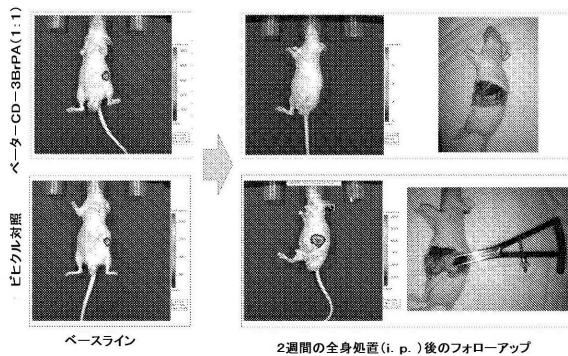 ベーターCD-3BrPA(1:1)
ビヒクル対照
ベースライン
2週間の全身処置(i. p. )後のフォローアップ